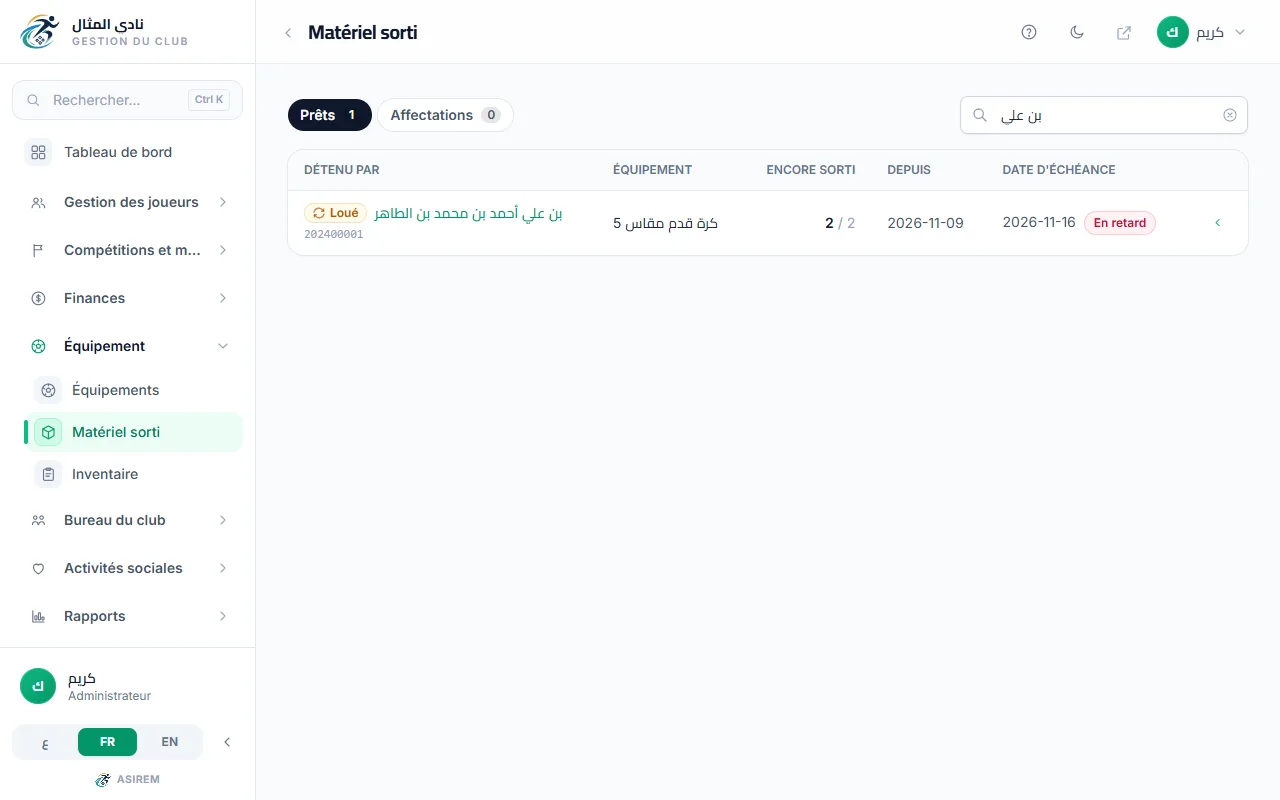 نادي المثال
GESTION DU CLUB
Rechercher...
Ctrl K
Tableau de bord
Gestion des joueurs
Compétitions et m...
Finances
Équipement
Équipements
Matériel sorti
Inventaire
Bureau du club
Activités sociales
Rapports
ك
كريم
Administrateur
ع FR EN
ASIREM
Matériel sorti
ك كريم
Prêts 1 Affectations 0
بن علي
DÉTENU PAR ÉQUIPEMENT ENCORE SORTI DEPUIS DATE D'ÉCHÉANCE
Loué بن علي أحمد بن محمد بن الطاهر
202400001
كرة قدم مقاس 5
2 / 2
2026-11-09
2026-11-16 En retard